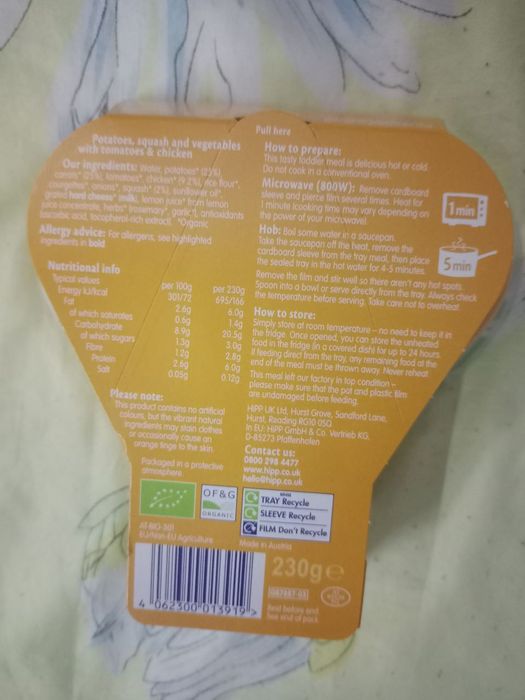 Potatoes, squash and vegetables
with tomatoes & chicken
Our ingredients: Water, potatoes* (25%),
carrots* tomatoes*, chicken* (9.2%), rice flour*,
courgettes*, onions*, squash* (2%), sunflower oil*,
grated hard cheese* milk), lemon juice* from lemon
juice concentrate, herbs* rosemary*, garlic*), antioxidants
(ascorbic acid, tocopherol-rich extract). *Organic
Allergy advice: For allergens, see highlighted
ingredients in bold
Nutritional info
Typical values per 100g per 230g
Energy kJ/kcal 301/72 695/166
Fat 2.6g 6.0g
of which saturates 0.6g 1.4g
Carbohydrate 8.9g 20.5g
of which sugars 1.3g 3.0g
Fibre 1.2g 2.8g
Protein 2.6g 6.0g
Salt 0.05g 0.12g
Please note:
This product contains no artificial
colours, but the vibrant natural
ingredients may stain clothes
or occasionally cause an
orange tinge to the skin.
Packaged in a protective
atmosphere
OF&G
ORGANIC
AT-BIO-301
EU/Non-EU Agriculture
4 062300 013919 >
Pull here
How to prepare:
This tasty toddler meal is delicious hot or cold.
Do not cook in a conventional oven.
Microwave (800W): Remove cardboard
sleeve and pierce film several times. Heat for
1 minute (cooking time may vary depending on
the power of your microwave).
1 min
Hob: Boil some water in a saucepan.
Take the saucepan off the heat, remove the
cardboard sleeve from the tray meal, then place
the sealed tray in the hot water for 4-5 minutes.
5 min
Remove the film and stir well so there aren't any hot spots.
Spoon into a bowl or serve directly from the tray. Always check
the temperature before serving. Take care not to overheat.
How to store:
Simply store at room temperature – no need to keep it in
the fridge. Once opened, you can store the unheated
food in the fridge (in a covered dish) for up to 24 hours.
If feeding direct from the tray, any remaining food at the
end of the meal must be thrown away. Never reheat.
This meal left our factory in top condition –
please make sure that the pot and plastic film
are undamaged before feeding.
HiPP UK Ltd, Hurst Grove, Sandford Lane,
Hurst, Reading RG10 0SQ
In EU: HiPP GmbH & Co. Vertrieb KG,
D-85273 Pfaffenhofen
Contact us:
0800 298 4477
www.hipp.co.uk
hello@hipp.co.uk
TRAY Recycle
SLEEVE Recycle
FILM Don't Recycle
Made in Austria
230g e
Best before end:
See end of pack